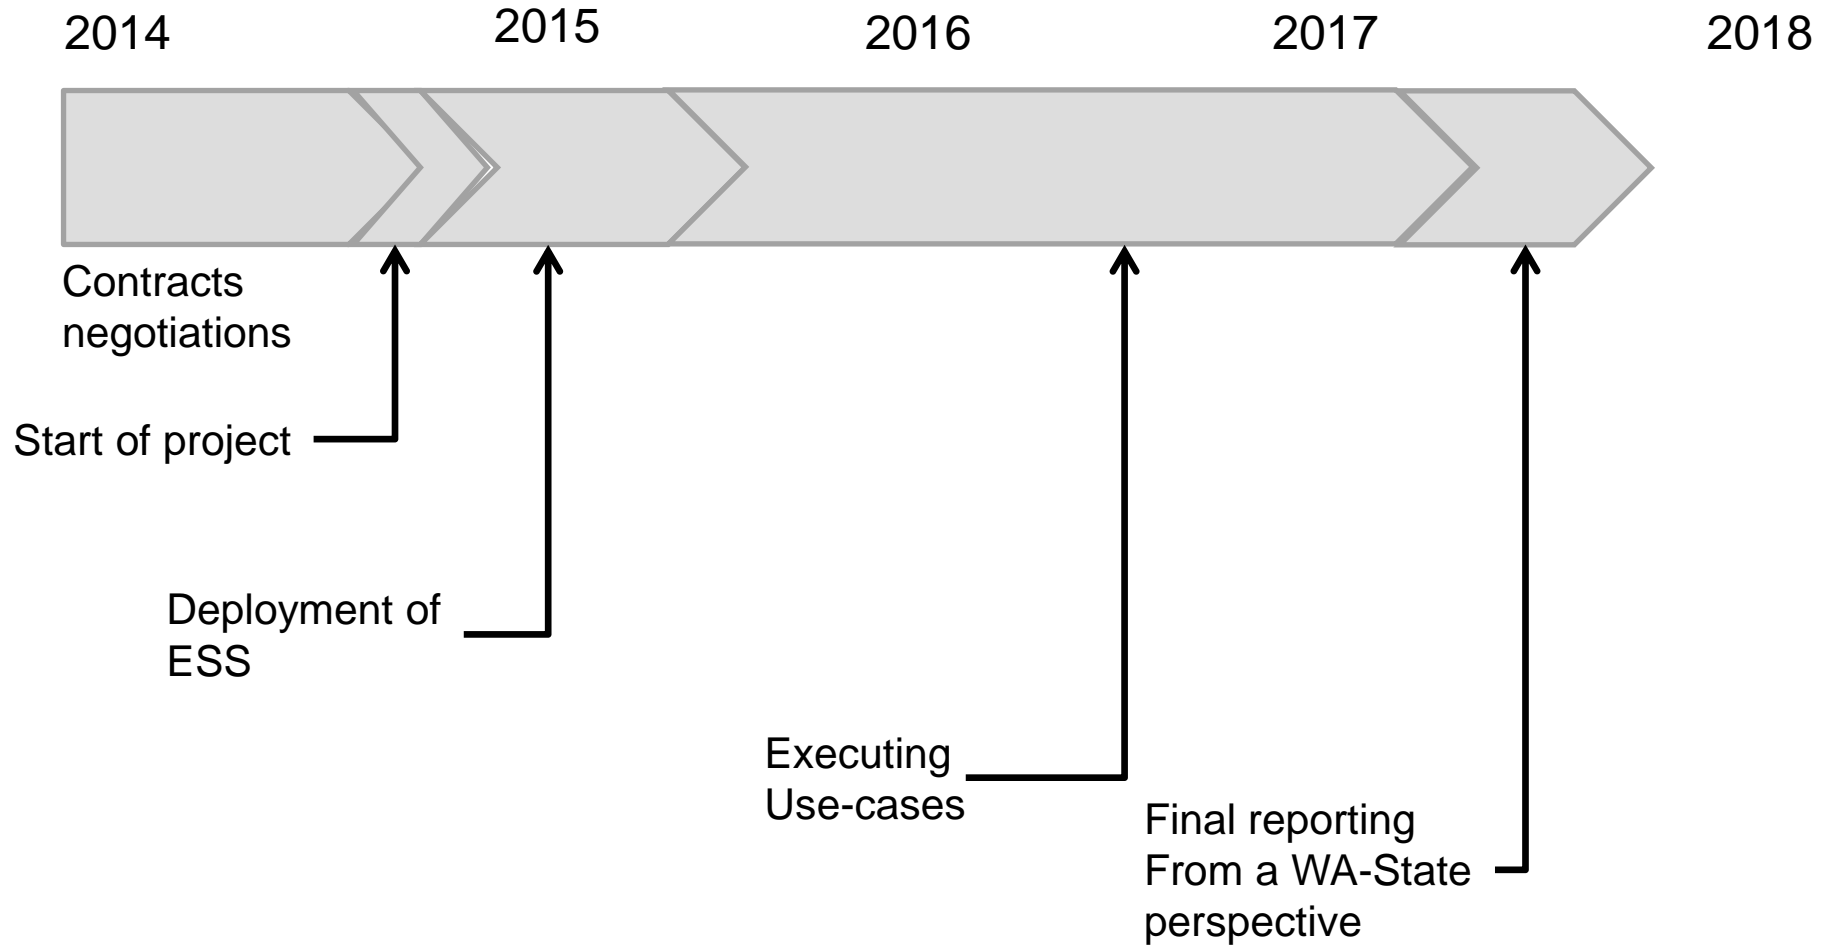 2014 2015 2016 2017 2018
Contracts
negotiations
Start of project
Deployment of
ESS
Executing
Use-cases
Final reporting
From a WA-State
perspective